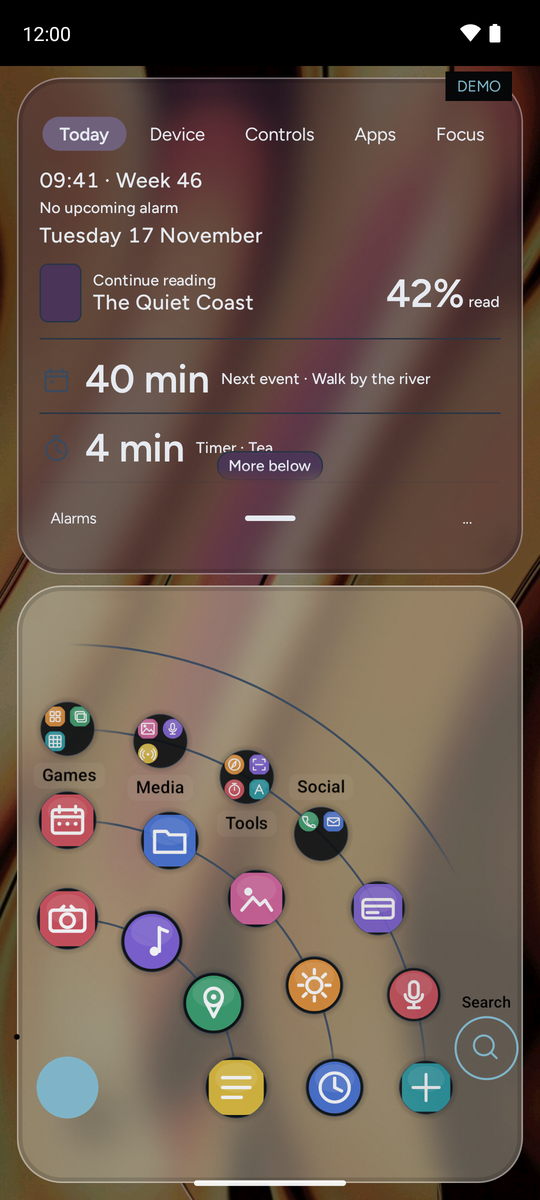 12:00
DEMO
Today Device Controls Apps Focus
09:41 · Week 46
No upcoming alarm
Tuesday 17 November
Continue reading
The Quiet Coast
42% read
40 min Next event · Walk by the river
4 min Timer · Tea
More below
Alarms ...
Games
Media
Tools
Social
Search